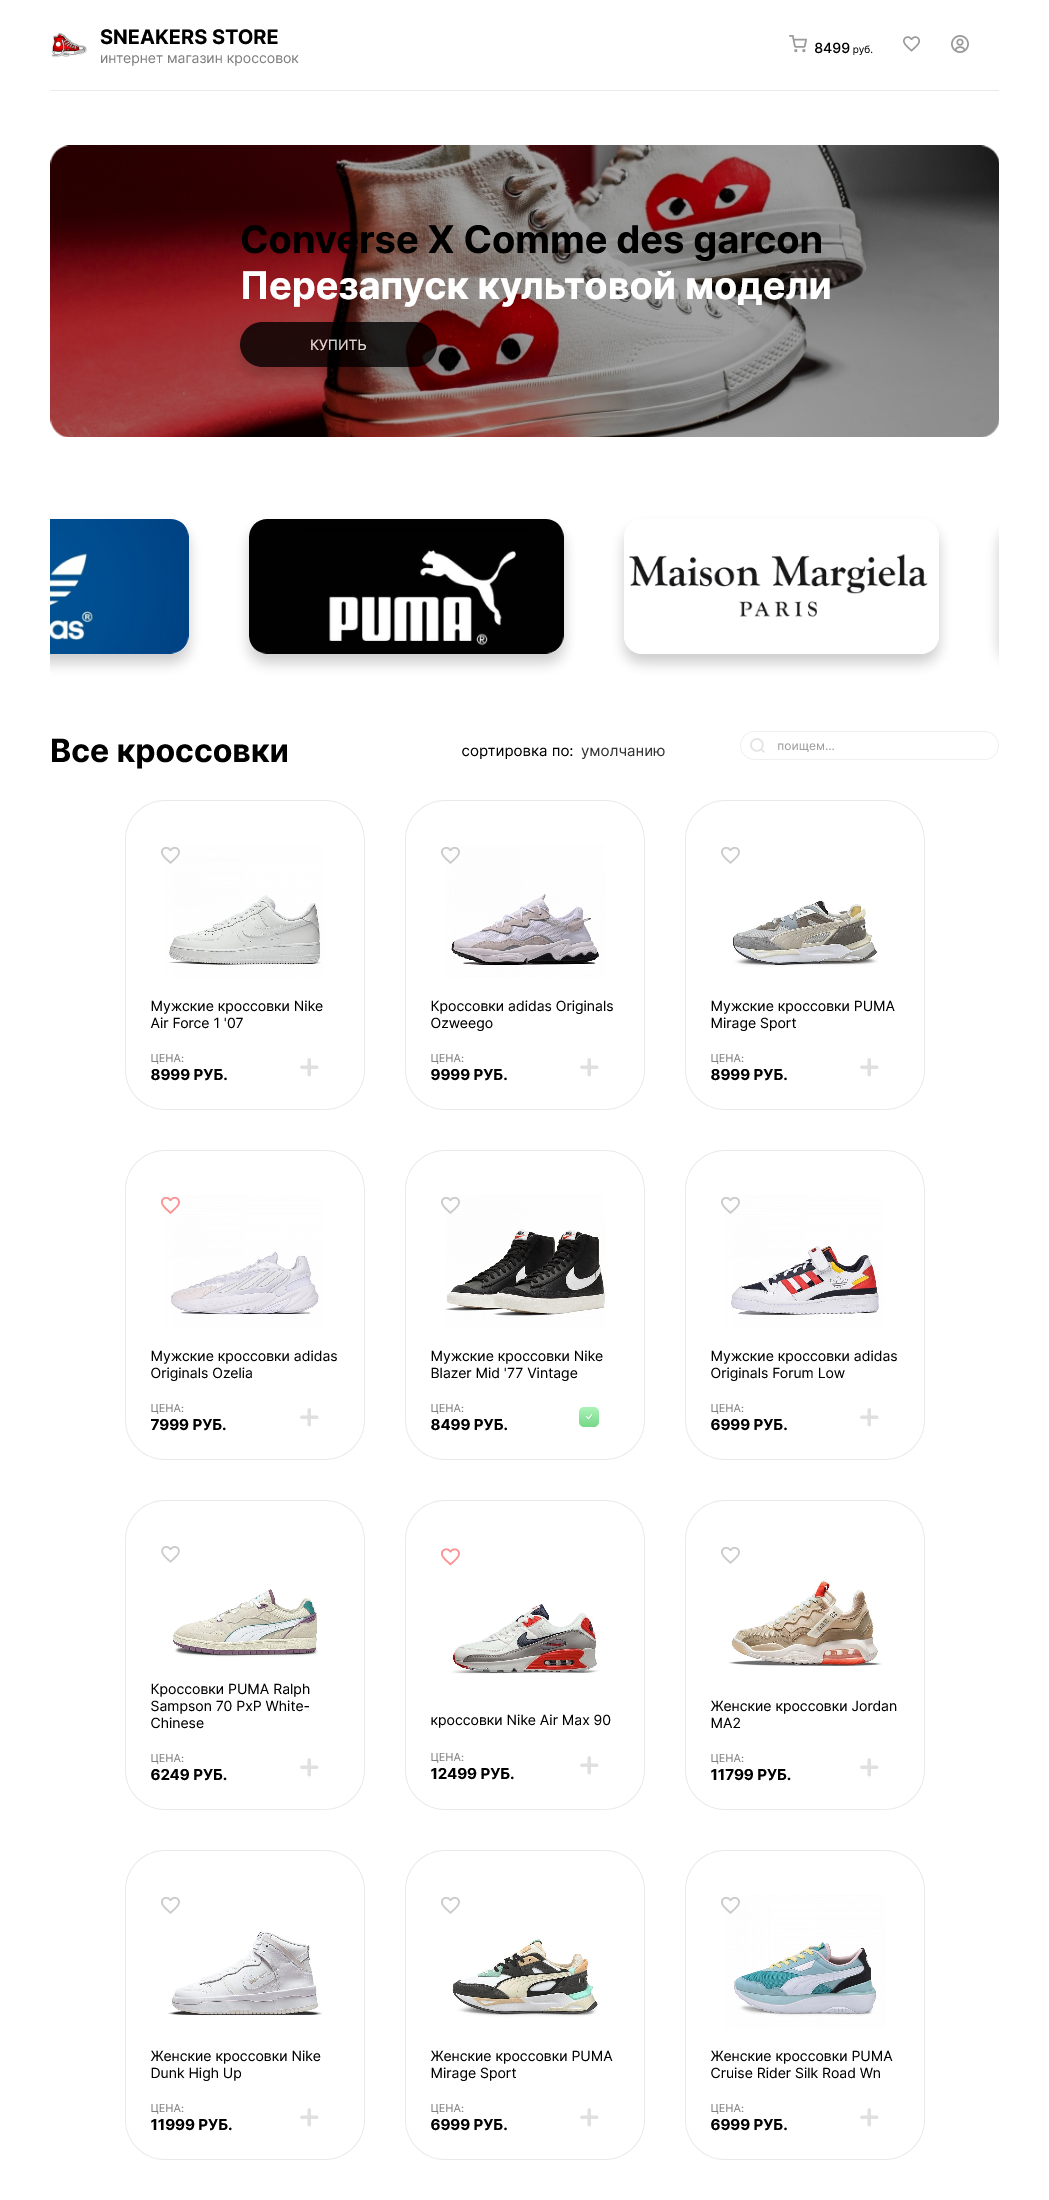 SNEAKERS STORE
интернет магазин кроссовок
8499 руб.
Converse X Comme des garcon
Перезапуск культовой модели
КУПИТЬ
as®
PUMA®
Maison Margiela
PARIS
Все кроссовки
сортировка по: умолчанию
поищем...
Мужские кроссовки Nike
Air Force 1 '07
ЦЕНА:
8999 РУБ.
Кроссовки adidas Originals
Ozweego
ЦЕНА:
9999 РУБ.
Мужские кроссовки PUMA
Mirage Sport
ЦЕНА:
8999 РУБ.
Мужские кроссовки adidas
Originals Ozelia
ЦЕНА:
7999 РУБ.
Мужские кроссовки Nike
Blazer Mid '77 Vintage
ЦЕНА:
8499 РУБ.
Мужские кроссовки adidas
Originals Forum Low
ЦЕНА:
6999 РУБ.
Кроссовки PUMA Ralph
Sampson 70 PxP White-
Chinese
ЦЕНА:
6249 РУБ.
кроссовки Nike Air Max 90
ЦЕНА:
12499 РУБ.
Женские кроссовки Jordan
MA2
ЦЕНА:
11799 РУБ.
Женские кроссовки Nike
Dunk High Up
ЦЕНА:
11999 РУБ.
Женские кроссовки PUMA
Mirage Sport
ЦЕНА:
6999 РУБ.
Женские кроссовки PUMA
Cruise Rider Silk Road Wn
ЦЕНА:
6999 РУБ.